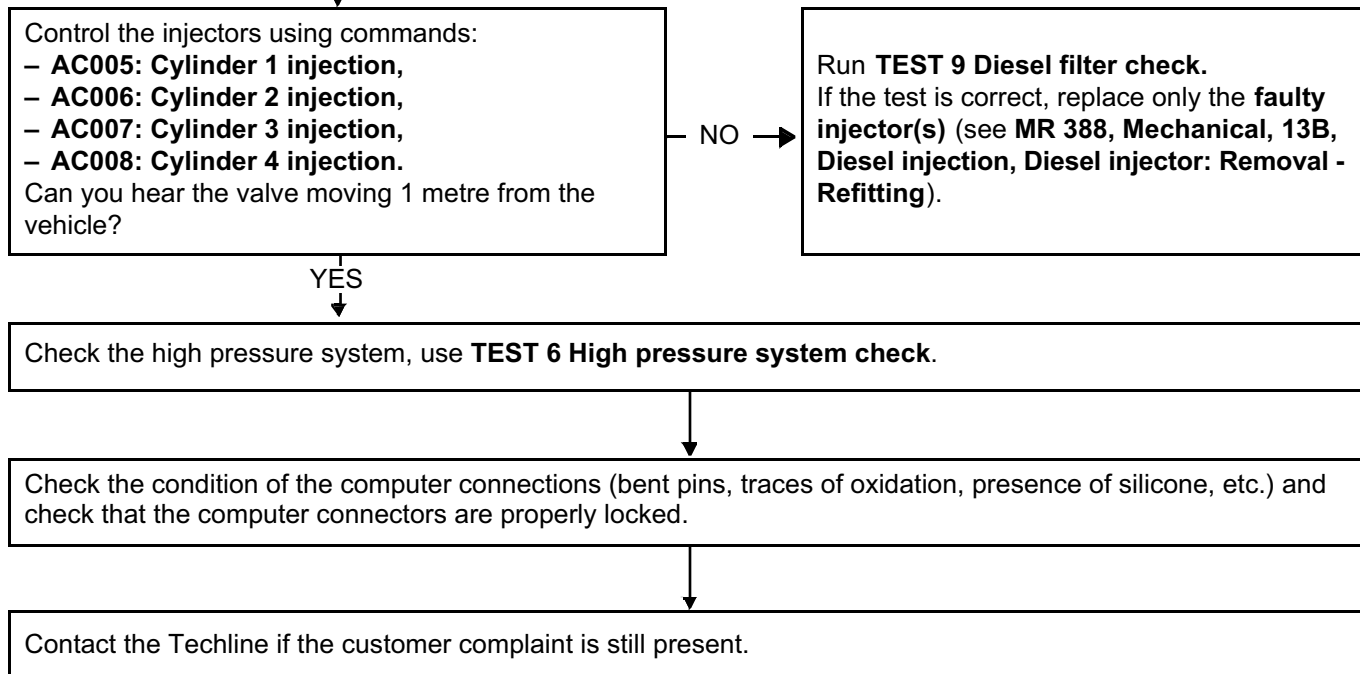 Control the injectors using commands:
– AC005: Cylinder 1 injection,
– AC006: Cylinder 2 injection,
– AC007: Cylinder 3 injection,
– AC008: Cylinder 4 injection.
Can you hear the valve moving 1 metre from the
vehicle?
NO
Run TEST 9 Diesel filter check.
If the test is correct, replace only the faulty
injector(s) (see MR 388, Mechanical, 13B,
Diesel injection, Diesel injector: Removal -
Refitting).
YES
Check the high pressure system, use TEST 6 High pressure system check.
Check the condition of the computer connections (bent pins, traces of oxidation, presence of silicone, etc.) and
check that the computer connectors are properly locked.
Contact the Techline if the customer complaint is still present.